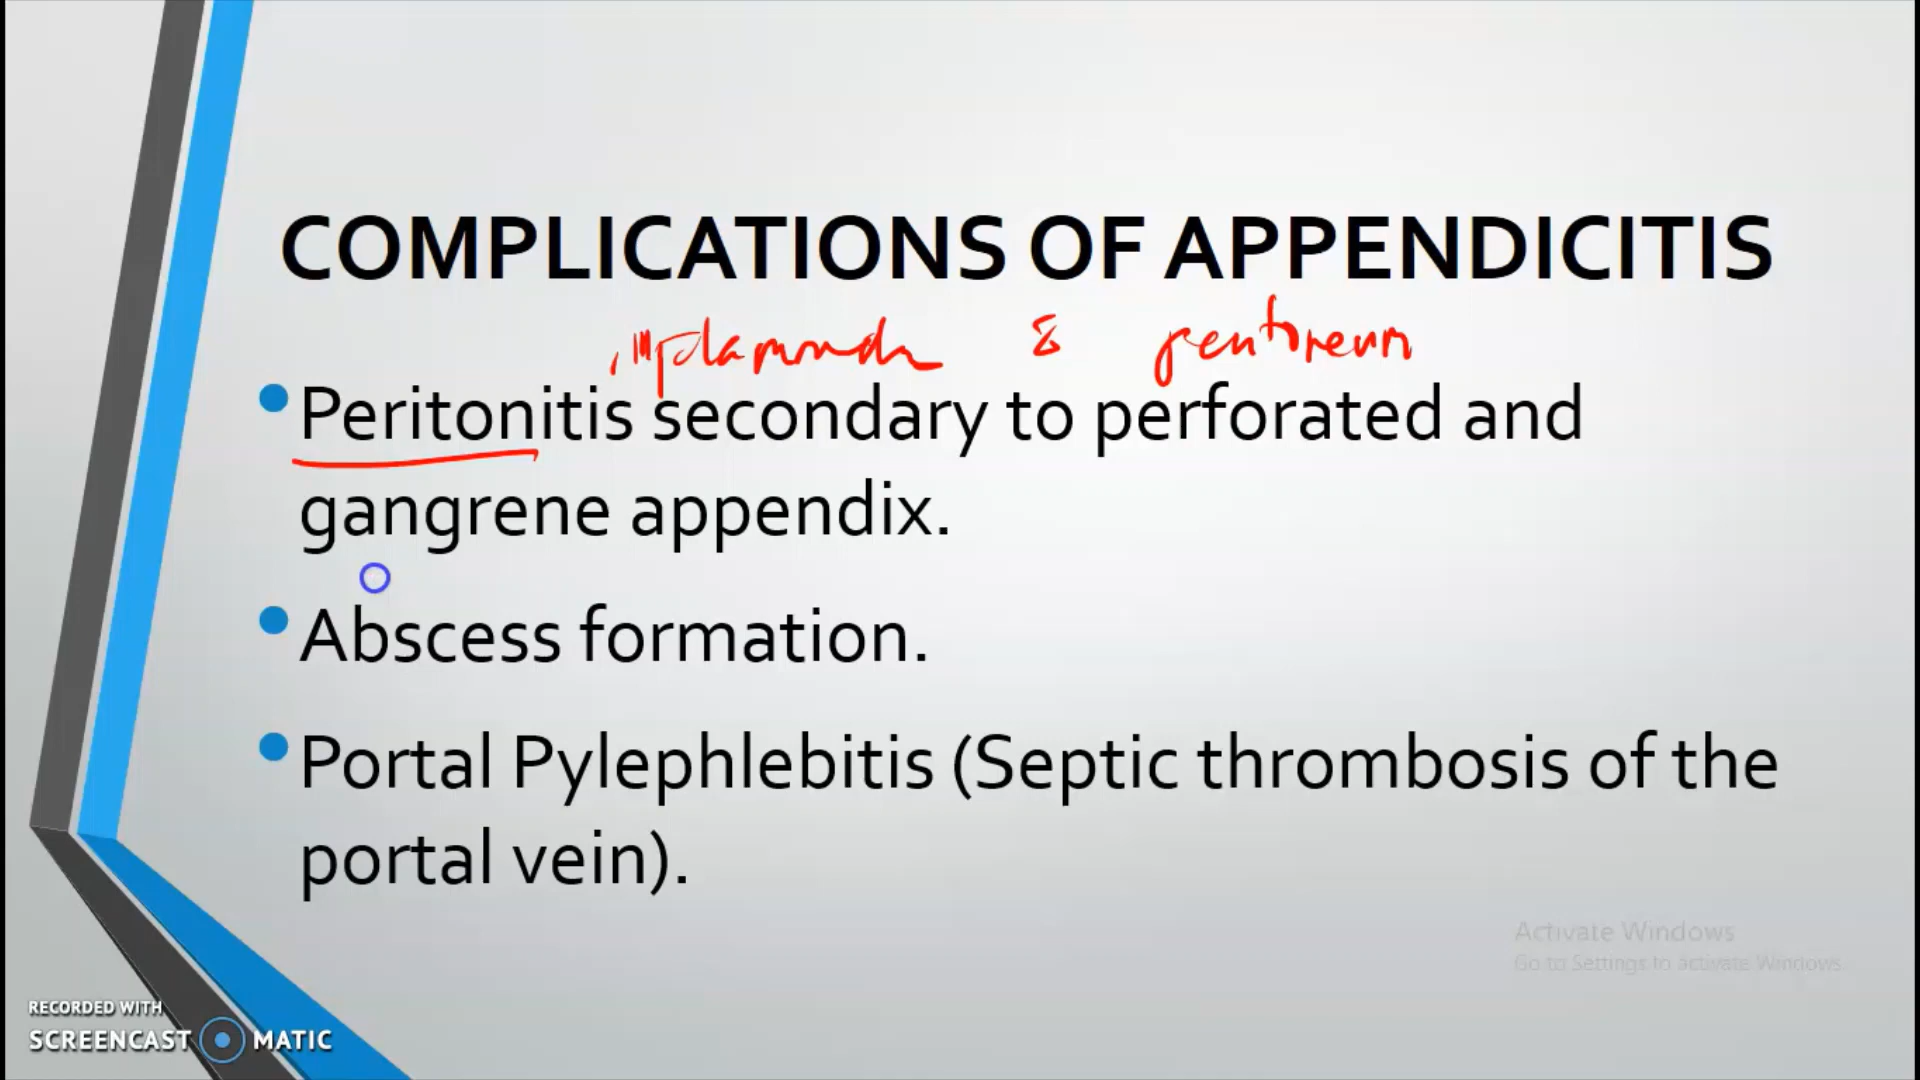 COMPLICATIONS OF APPENDICITIS
• Peritonitis secondary to perforated and
gangrene appendix.
• Abscess formation.
• Portal Pylephlebitis (Septic thrombosis of the
portal vein).
Activate Windows
Go to Settings to activate Windows.
RECORDED WITH
SCREENCAST MATIC